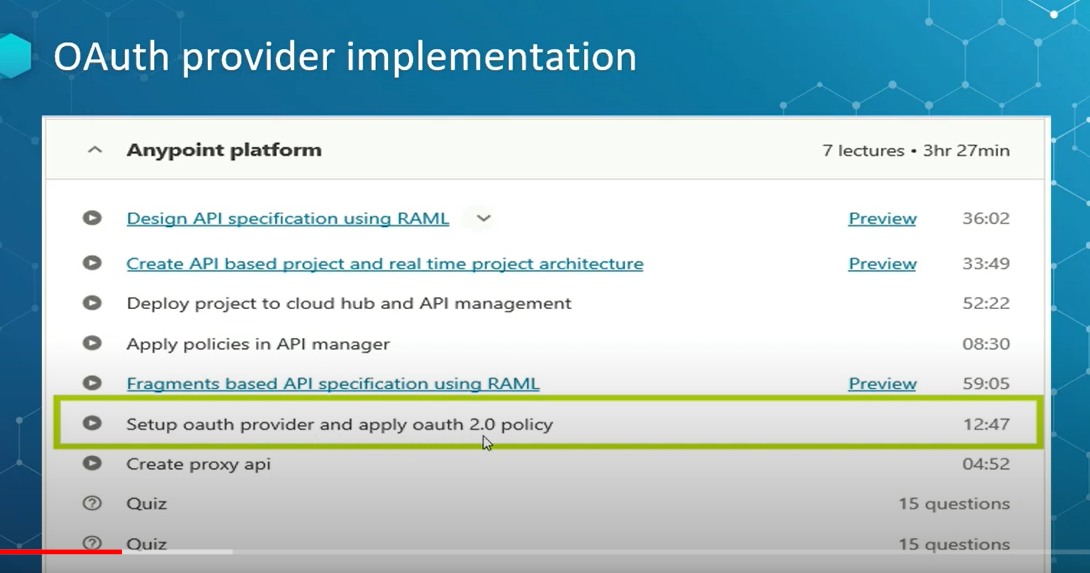 OAuth provider implementation
Anypoint platform 7 lectures • 3hr 27min
Design API specification using RAML Preview 36:02
Create API based project and real time project architecture Preview 33:49
Deploy project to cloud hub and API management 52:22
Apply policies in API manager 08:30
Fragments based API specification using RAML Preview 59:05
Setup oauth provider and apply oauth 2.0 policy 12:47
Create proxy api 04:52
Quiz 15 questions
Quiz 15 questions